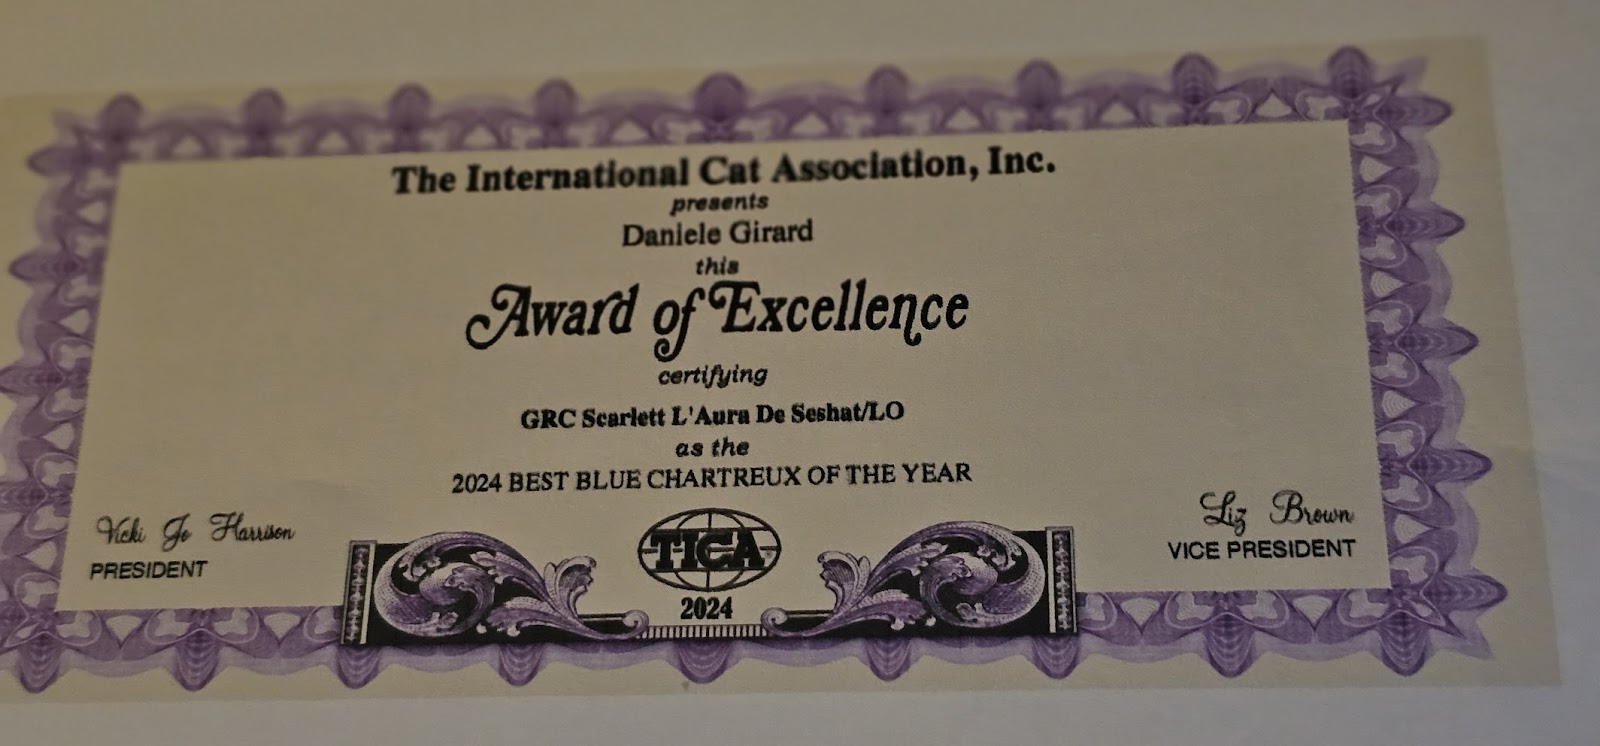 The International Cat Association, Inc.
presents
Daniele Girard
this
Award of Excellence
certifying
GRC Scarlett L'Aura De Seshat/LO
as the
2024 BEST BLUE CHARTREUX OF THE YEAR
Vicki Jo Harrison
PRESIDENT
Liz Brown
VICE PRESIDENT
TICA
2024